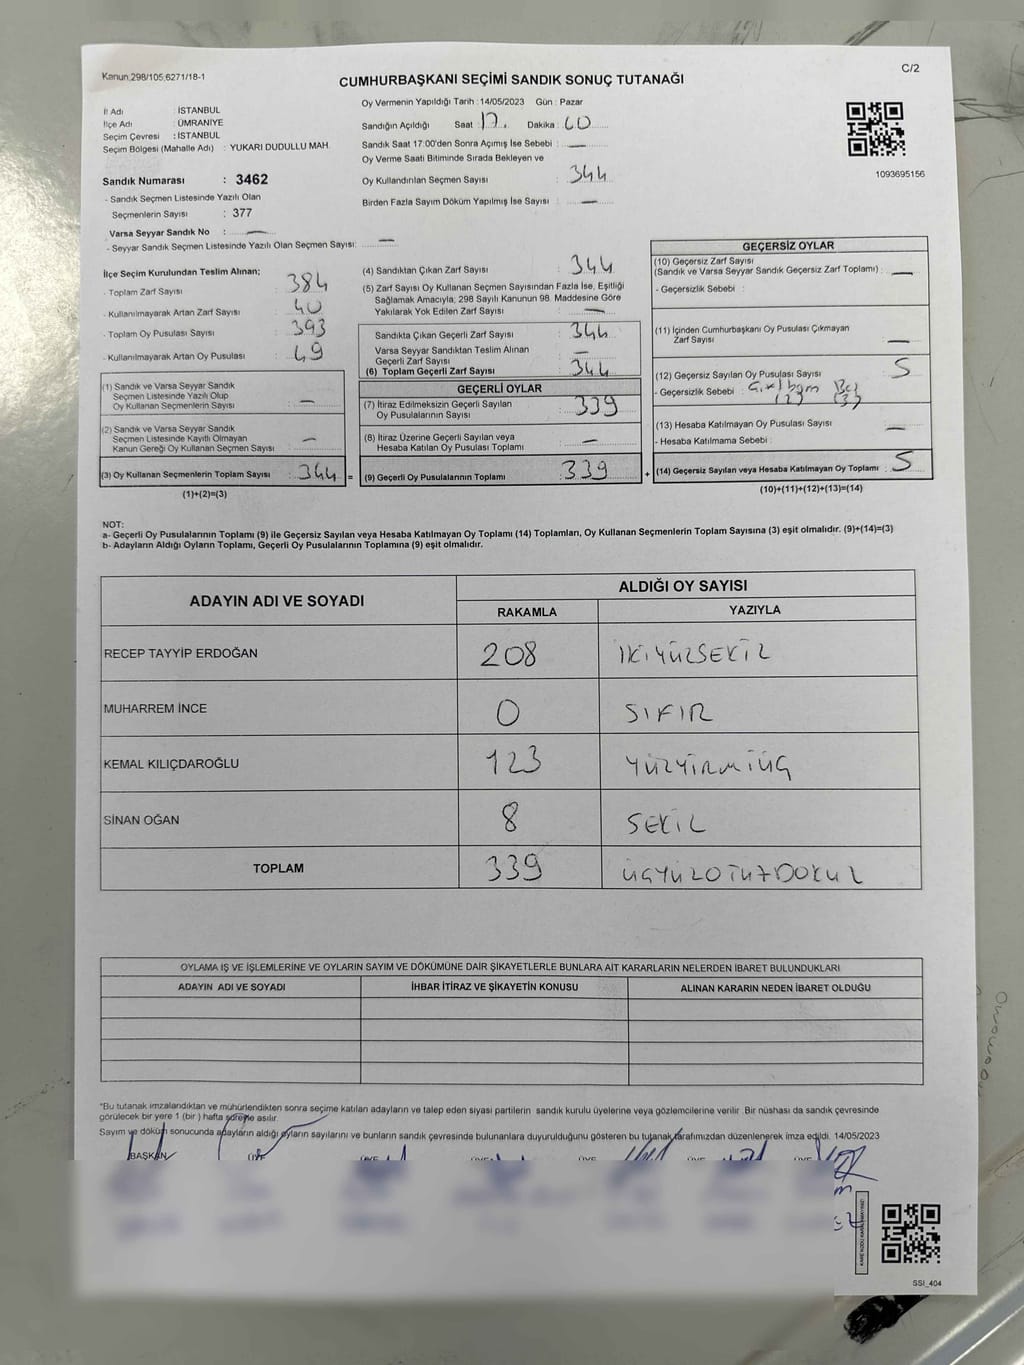 Kanun,298/105,6271/18-1
C/2
CUMHURBAŞKANI SEÇİMİ SANDIK SONUÇ TUTANAĞI
İl Adı : İSTANBUL
İlçe Adı : ÜMRANİYE
Seçim Çevresi : İSTANBUL
Seçim Bölgesi (Mahalle Adı) : YUKARI DUDULLU MAH.
Sandık Numarası : 3462
- Sandık Seçmen Listesinde Yazılı Olan
Seçmenlerin Sayısı : 377
Varsa Seyyar Sandık No : —
- Seyyar Sandık Seçmen Listesinde Yazılı Olan Seçmen Sayısı: —
Oy Vermenin Yapıldığı Tarih : 14/05/2023 Gün : Pazar
Sandığın Açıldığı Saat : 17 Dakika :
Sandık Saat 17:00'den Sonra Açımış İse Sebebi : —
Oy Verme Saati Bitiminde Sırada Bekleyen ve
Oy Kullandırılan Seçmen Sayısı : 344
Birden Fazla Sayım Döküm Yapılmış İse Sayısı : —
1093695156
İlçe Seçim Kurulundan Teslim Alınan;
- Toplam Zarf Sayısı : 384
- Kullanılmayarak Artan Zarf Sayısı : 40
- Toplam Oy Pusulası Sayısı : 393
- Kullanılmayarak Artan Oy Pusulası : 49
(1) Sandık ve Varsa Seyyar Sandık
Seçmen Listesinde Yazılı Olup
Oy Kullanan Seçmenlerin Sayısı : —
(2) Sandık ve Varsa Seyyar Sandık
Seçmen Listesinde Kayıtlı Olmayan
Kanun Gereği Oy Kullanan Seçmen Sayısı : —
(3) Oy Kullanan Seçmenlerin Toplam Sayısı : 344 =
(1)+(2)=(3)
(4) Sandıktan Çıkan Zarf Sayısı : 344
(5) Zarf Sayısı Oy Kullanan Seçmen Sayısından Fazla İse, Eşitliği
Sağlamak Amacıyla; 298 Sayılı Kanunun 98. Maddesine Göre
Yakılarak Yok Edilen Zarf Sayısı : —
Sandıkta Çıkan Geçerli Zarf Sayısı : 344
Varsa Seyyar Sandıktan Teslim Alınan
Geçerli Zarf Sayısı : —
(6) Toplam Geçerli Zarf Sayısı : 344
GEÇERLİ OYLAR
(7) İtiraz Edilmeksizin Geçerli Sayılan
Oy Pusulalarının Sayısı : 339
(8) İtiraz Üzerine Geçerli Sayılan veya
Hesaba Katılan Oy Pusulası Toplamı : —
(9) Geçerli Oy Pusulalarının Toplamı : 339 +
GEÇERSİZ OYLAR
(10) Geçersiz Zarf Sayısı
(Sandık ve Varsa Seyyar Sandık Geçersiz Zarf Toplamı) : —
- Geçersizlik Sebebi :
(11) İçinden Cumhurbaşkanı Oy Pusulası Çıkmayan
Zarf Sayısı : —
(12) Geçersiz Sayılan Oy Pusulası Sayısı : 5
- Geçersizlik Sebebi :
(13) Hesaba Katılmayan Oy Pusulası Sayısı : —
- Hesaba Katılmama Sebebi :
(14) Geçersiz Sayılan veya Hesaba Katılmayan Oy Toplamı : 5
(10)+(11)+(12)+(13)=(14)
NOT:
a- Geçerli Oy Pusulalarının Toplamı (9) ile Geçersiz Sayılan veya Hesaba Katılmayan Oy Toplamı (14) Toplamları, Oy Kullanan Seçmenlerin Toplam Sayısına (3) eşit olmalıdır. (9)+(14)=(3)
b- Adayların Aldığı Oyların Toplamı, Geçerli Oy Pusulalarının Toplamına (9) eşit olmalıdır.
ADAYIN ADI VE SOYADI
ALDIĞI OY SAYISI
RAKAMLA YAZIYLA
RECEP TAYYİP ERDOĞAN 208 İKİYÜZSEKİZ
MUHARREM İNCE 0 SIFIR
KEMAL KILIÇDAROĞLU 123 YÜZYİRMİÜÇ
SİNAN OĞAN 8 SEKİZ
TOPLAM 339 ÜÇYÜZOTUZDOKUZ
OYLAMA İŞ VE İŞLEMLERİNE VE OYLARIN SAYIM VE DÖKÜMÜNE DAİR ŞİKAYETLERLE BUNLARA AİT KARARLARIN NELERDEN İBARET BULUNDUKLARI
ADAYIN ADI VE SOYADI İHBAR İTİRAZ VE ŞİKAYETİN KONUSU ALINAN KARARIN NEDEN İBARET OLDUĞU
*Bu tutanak imzalandıktan ve mühürlendikten sonra seçime katılan adayların ve talep eden siyasi partilerin sandık kurulu üyelerine veya gözlemcilerine verilir .Bir nüshası da sandık çevresinde
görülecek bir yere 1 (bir ) hafta süreyle asılır.
Sayım ve döküm sonucunda adayların aldığı oyların sayılarını ve bunların sandık çevresinde bulunanlara duyurulduğunu gösteren bu tutanak tarafımızdan düzenlenerek imza edildi. 14/05/2023
BAŞKAN ÜYE ÜYE ÜYE ÜYE ÜYE ÜYE
SSI_404